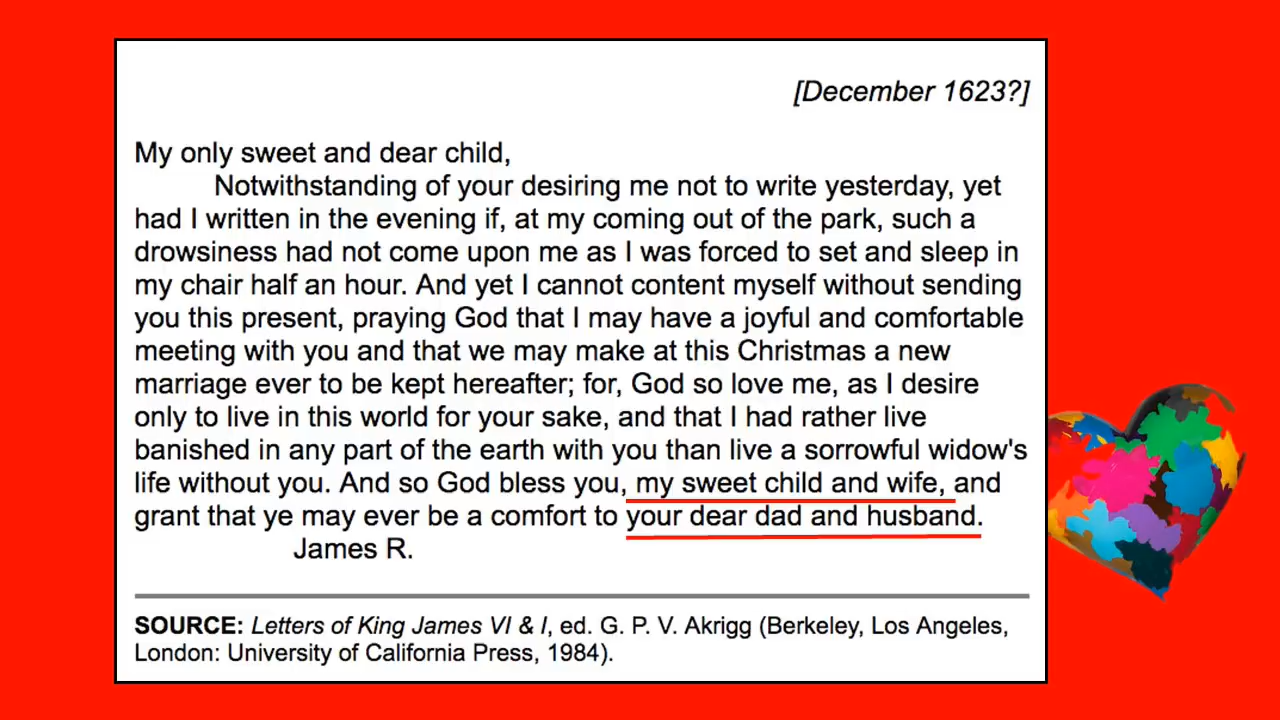 [December 1623?]
My only sweet and dear child,
Notwithstanding of your desiring me not to write yesterday, yet
had I written in the evening if, at my coming out of the park, such a
drowsiness had not come upon me as I was forced to set and sleep in
my chair half an hour. And yet I cannot content myself without sending
you this present, praying God that I may have a joyful and comfortable
meeting with you and that we may make at this Christmas a new
marriage ever to be kept hereafter; for, God so love me, as I desire
only to live in this world for your sake, and that I had rather live
banished in any part of the earth with you than live a sorrowful widow's
life without you. And so God bless you, my sweet child and wife, and
grant that ye may ever be a comfort to your dear dad and husband.
James R.
SOURCE: Letters of King James VI & I, ed. G. P. V. Akrigg (Berkeley, Los Angeles,
London: University of California Press, 1984).